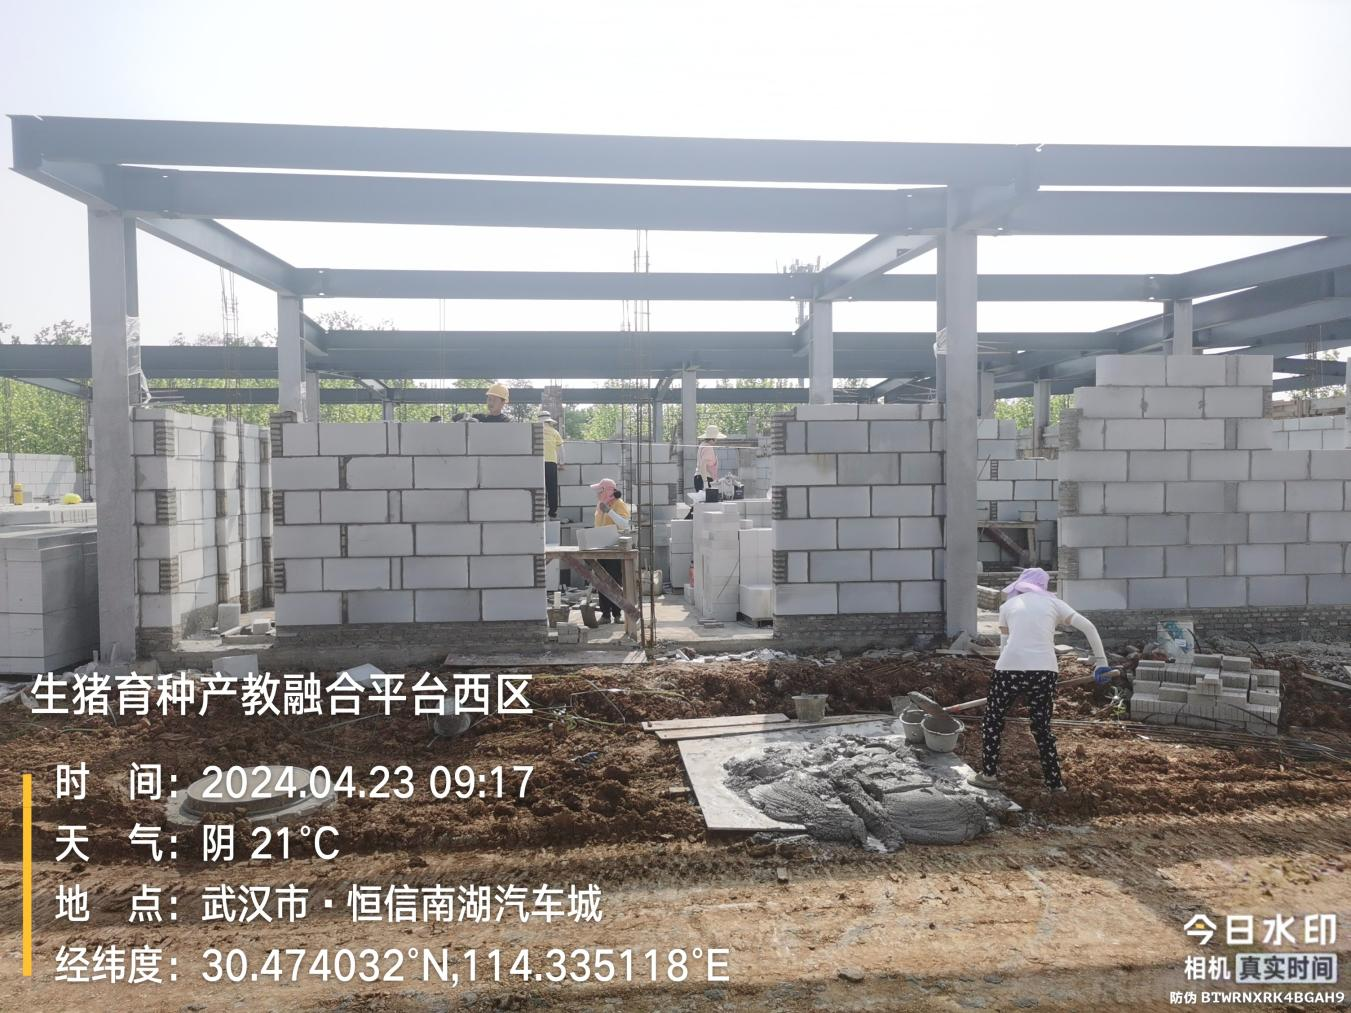 生猪育种产教融合平台西区
时 间：2024.04.23 09:17
天 气：阴 21℃
地 点：武汉市·恒信南湖汽车城
经纬度：30.474032°N,114.335118°E
今日水印
相机 真实时间
防伪 BTWRNXRK4BGAH9